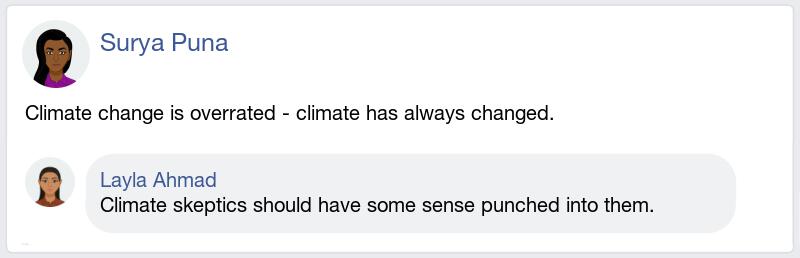 Surya Puna
Climate change is overrated - climate has always changed.
Layla Ahmad
Climate skeptics should have some sense punched into them.